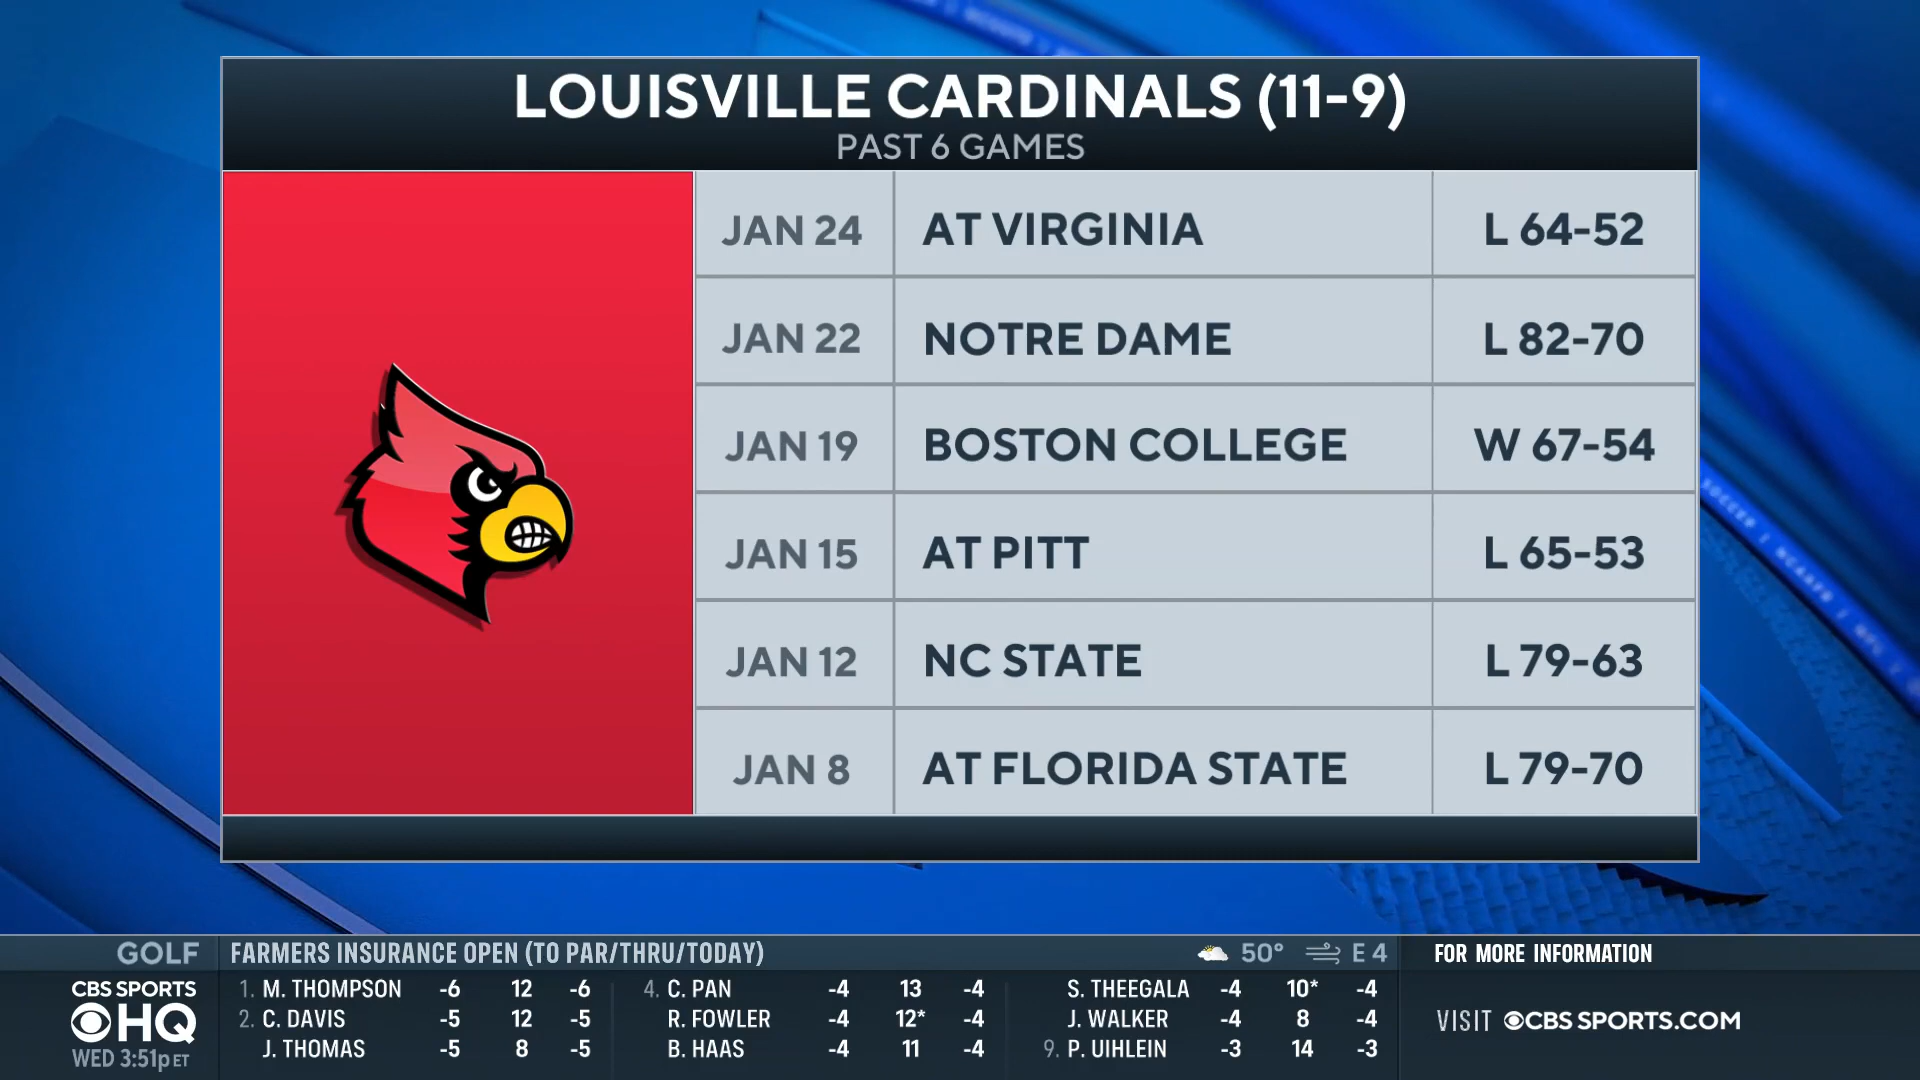 LOUISVILLE CARDINALS (11-9)
PAST 6 GAMES
JAN 24 AT VIRGINIA L 64-52
JAN 22 NOTRE DAME L 82-70
JAN 19 BOSTON COLLEGE W 67-54
JAN 15 AT PITT L 65-53
JAN 12 NC STATE L 79-63
JAN 8 AT FLORIDA STATE L 79-70
SOCCER | NCAAFB | NFL
GOLF FARMERS INSURANCE OPEN (TO PAR/THRU/TODAY) 50° E 4 FOR MORE INFORMATION
CBS SPORTS HQ
WED 3:51p ET
1. M. THOMPSON -6 12 -6
2. C. DAVIS -5 12 -5
J. THOMAS -5 8 -5
4. C. PAN -4 13 -4
R. FOWLER -4 12* -4
B. HAAS -4 11 -4
S. THEEGALA -4 10* -4
J. WALKER -4 8 -4
9. P. UIHLEIN -3 14 -3
VISIT CBS SPORTS.COM